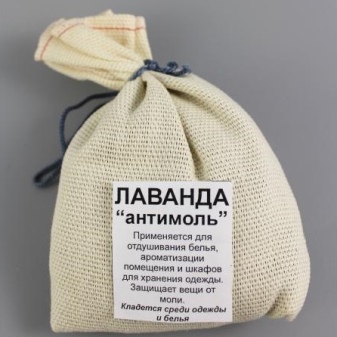 ЛАВАНДА
“антимоль”
Применяется для
отдушивания белья,
ароматизации
помещения и шкафов
для хранения одежды.
Защищает вещи от
моли.
Кладется среди одежды
и белья